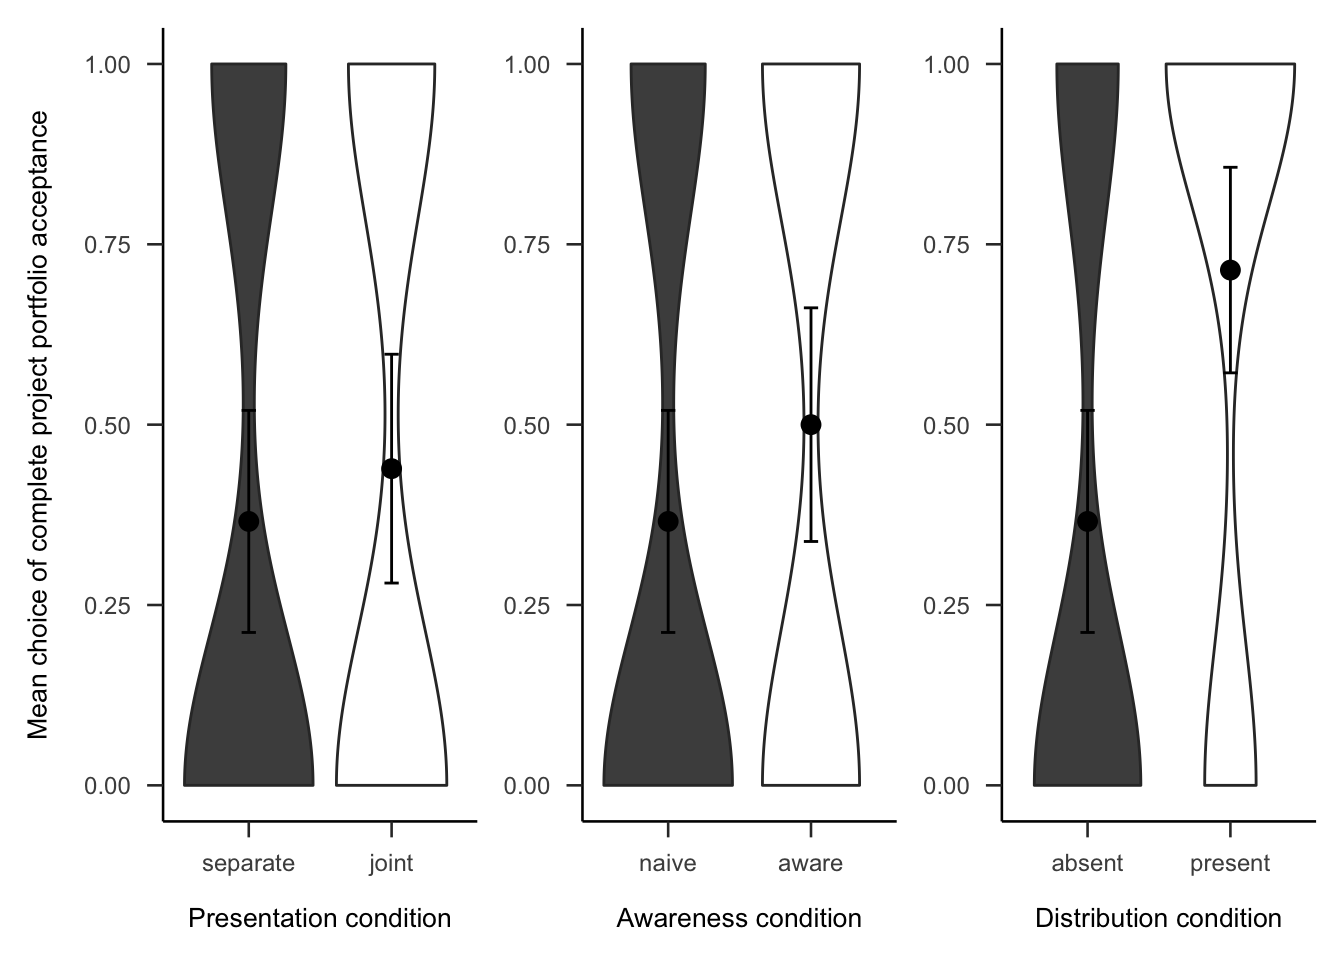 Mean choice of complete project portfolio acceptance
1.00
0.75
0.50
0.25
0.00
separate joint
Presentation condition
1.00
0.75
0.50
0.25
0.00
naive aware
Awareness condition
1.00
0.75
0.50
0.25
0.00
absent present
Distribution condition